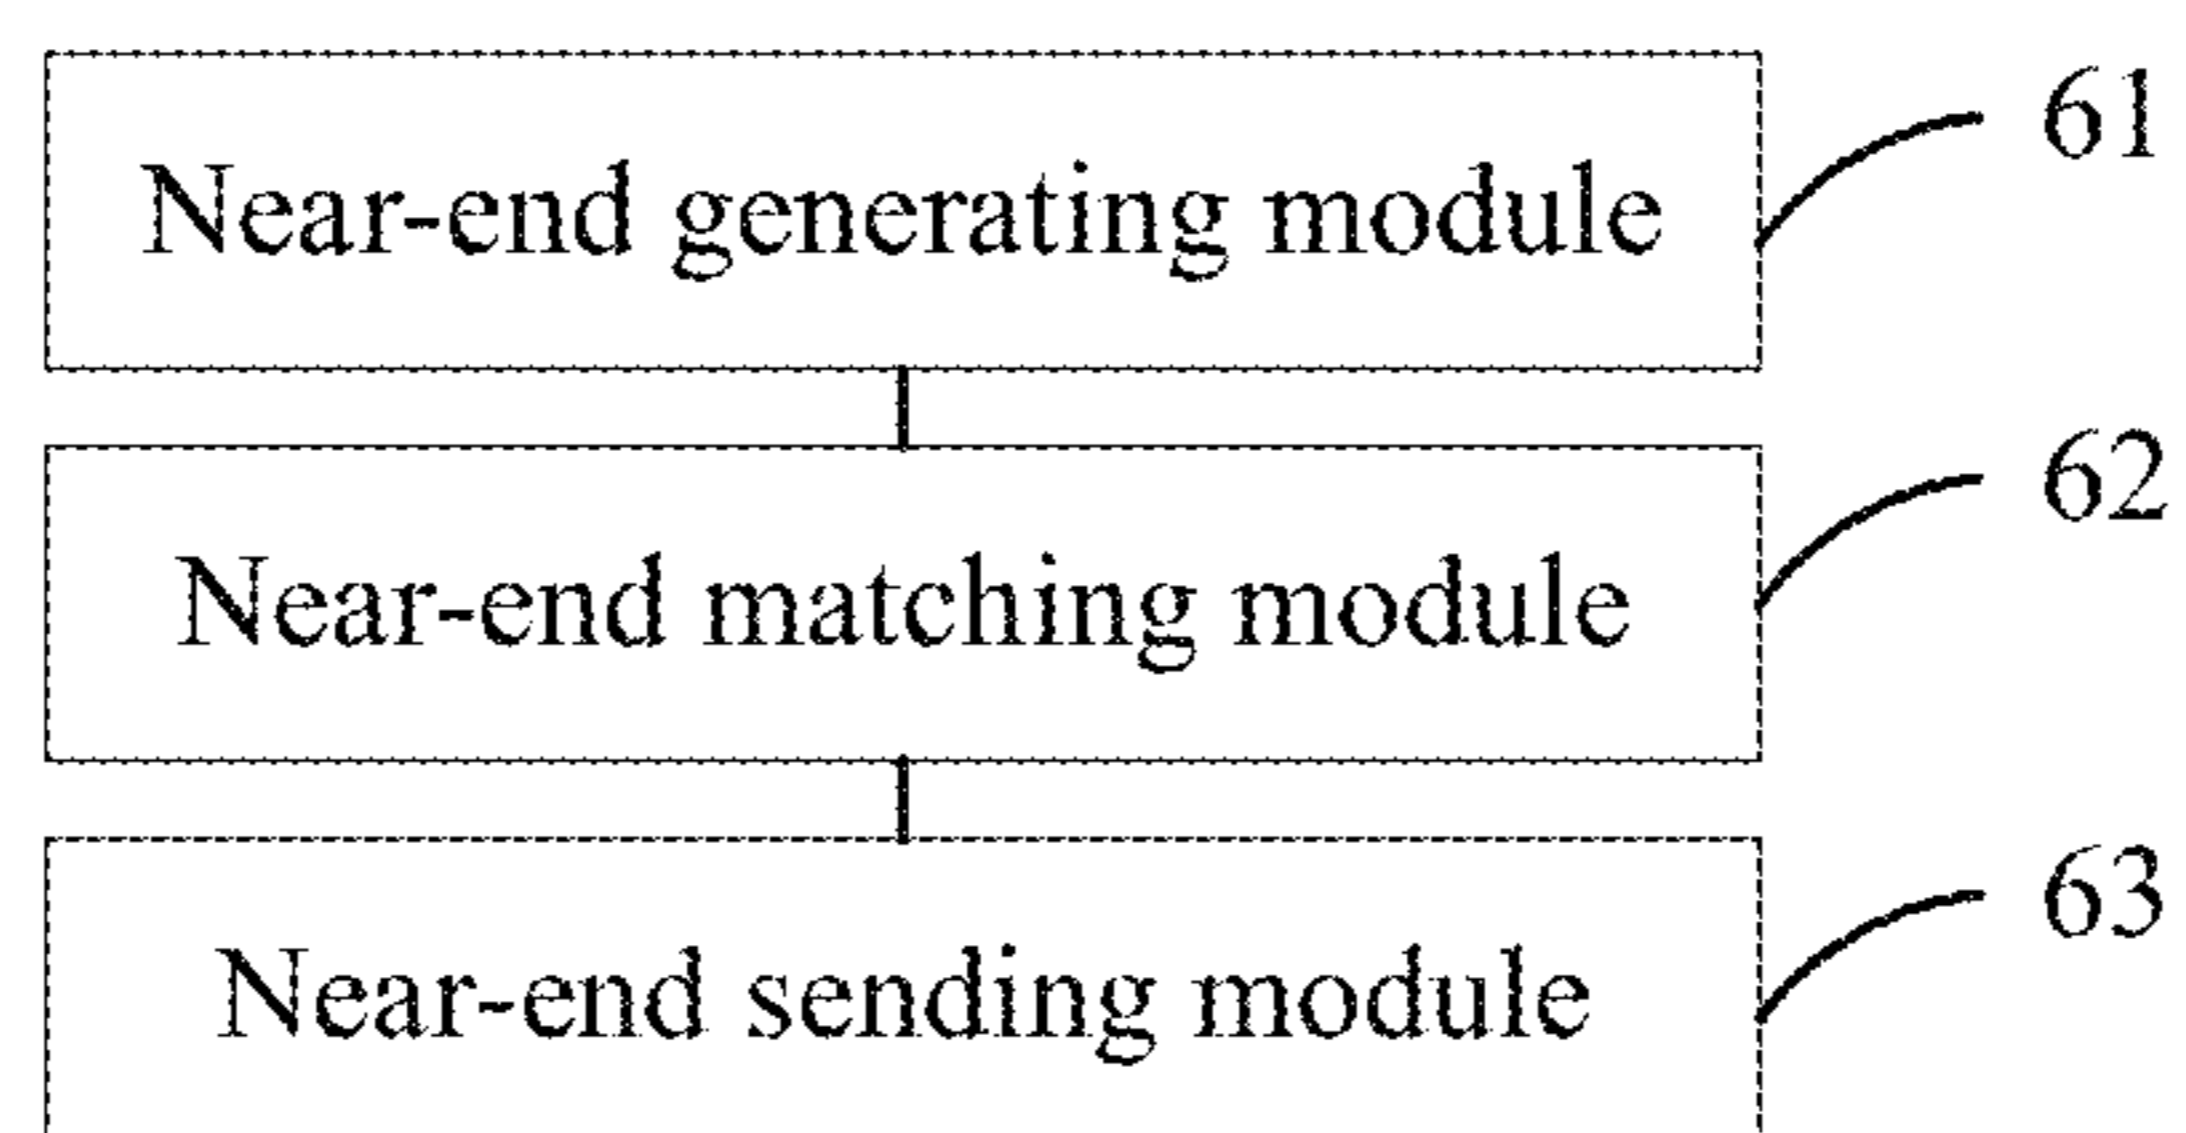 Near-end generating module
61
Near-end matching module
62
Near-end sending module
63